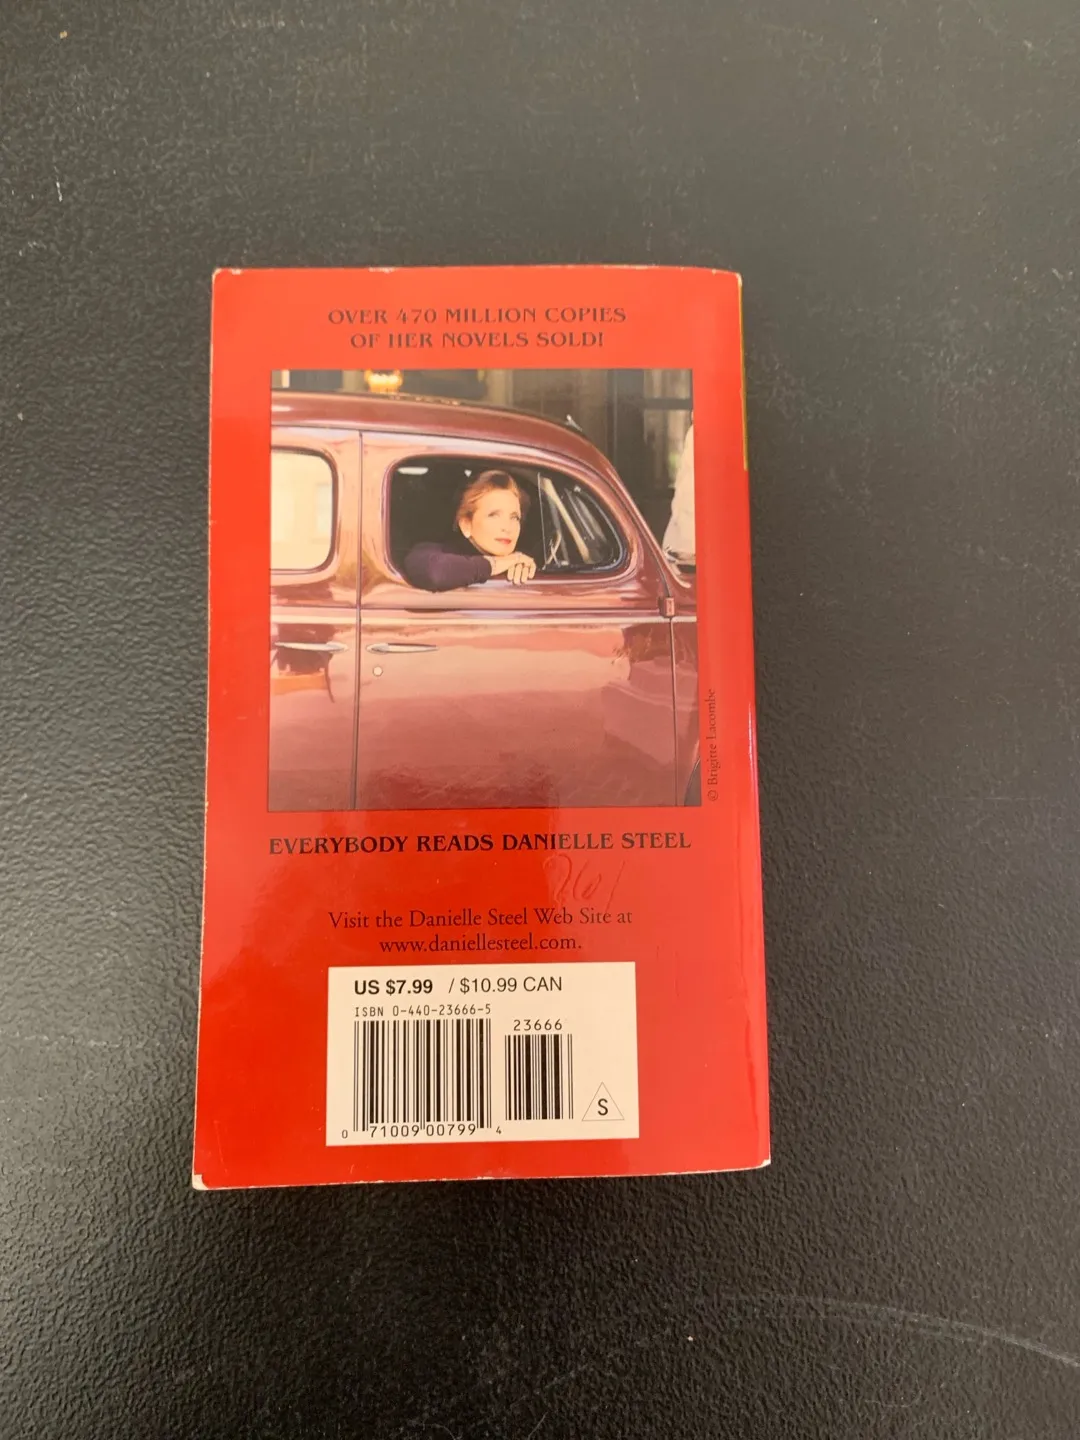 OVER 470 MILLION COPIES
OF HER NOVELS SOLD!
© Brigitte Lacombe
EVERYBODY READS DANIELLE STEEL
Visit the Danielle Steel Web Site at
www.daniellesteel.com.
US $7.99 / $10.99 CAN
ISBN 0-440-23666-5
23666
S
0 71009 00799 4